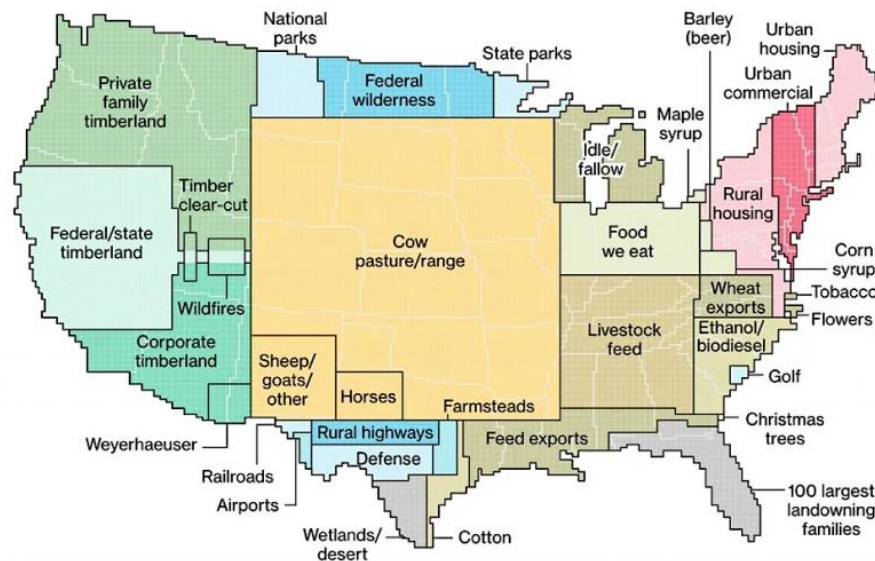 National
parks
State parks
Barley
(beer)
Urban
housing
Urban
commercial
Private
family
timberland
Federal
wilderness
Maple
syrup
Idle/
fallow
Timber
clear-cut
Rural
housing
Federal/state
timberland
Cow
pasture/range
Food
we eat
Corn
syrup
Wildfires
Wheat
exports
Tobacco
Flowers
Corporate
timberland
Livestock
feed
Ethanol/
biodiesel
Sheep/
goats/
other
Horses
Golf
Farmsteads
Weyerhaeuser
Rural highways
Feed exports
Christmas
trees
Railroads
Defense
Airports
100 largest
landowning
families
Wetlands/
desert
Cotton